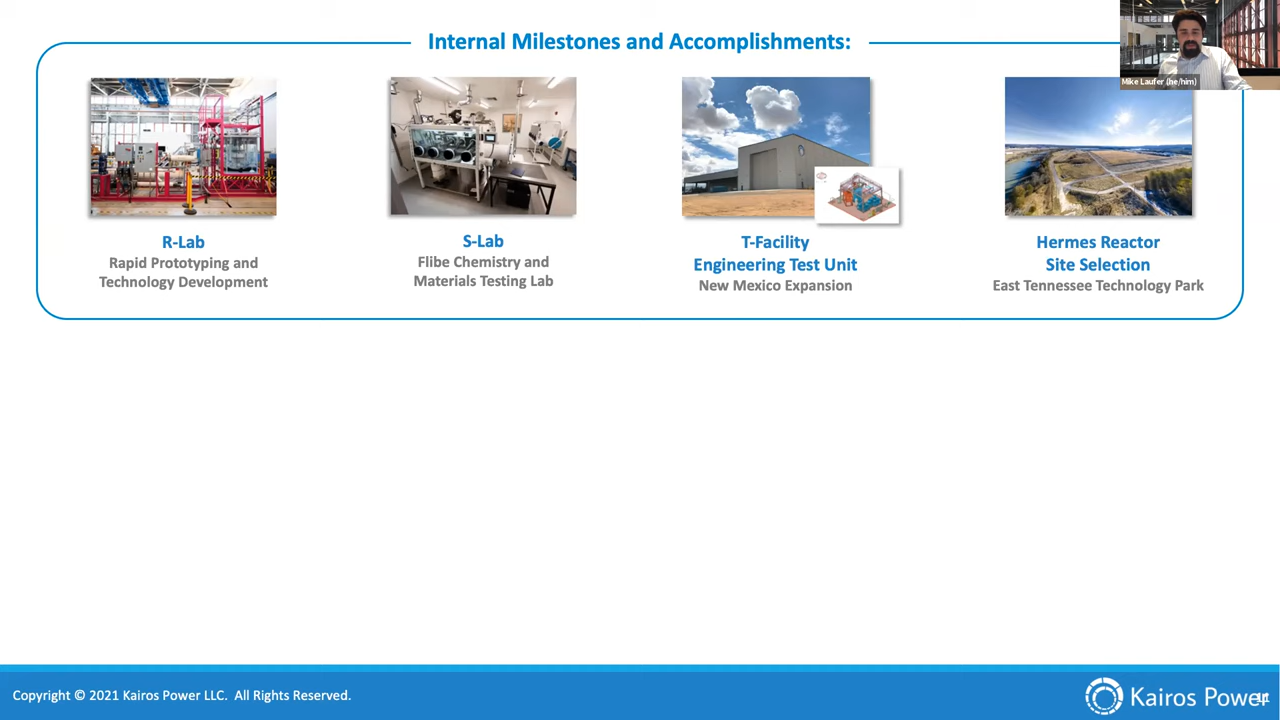 Internal Milestones and Accomplishments:
Mike Laufer (he/him)
R-Lab
Rapid Prototyping and
Technology Development
S-Lab
Flibe Chemistry and
Materials Testing Lab
T-Facility
Engineering Test Unit
New Mexico Expansion
Hermes Reactor
Site Selection
East Tennessee Technology Park
Copyright © 2021 Kairos Power LLC. All Rights Reserved.
Kairos Power